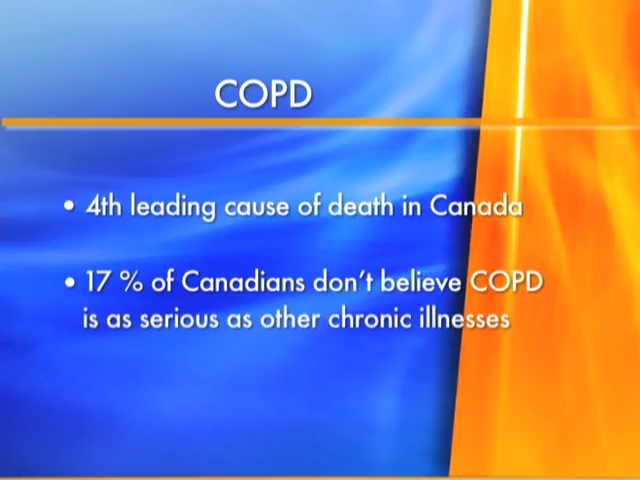 COPD
• 4th leading cause of death in Canada
• 17 % of Canadians don't believe COPD
is as serious as other chronic illnesses